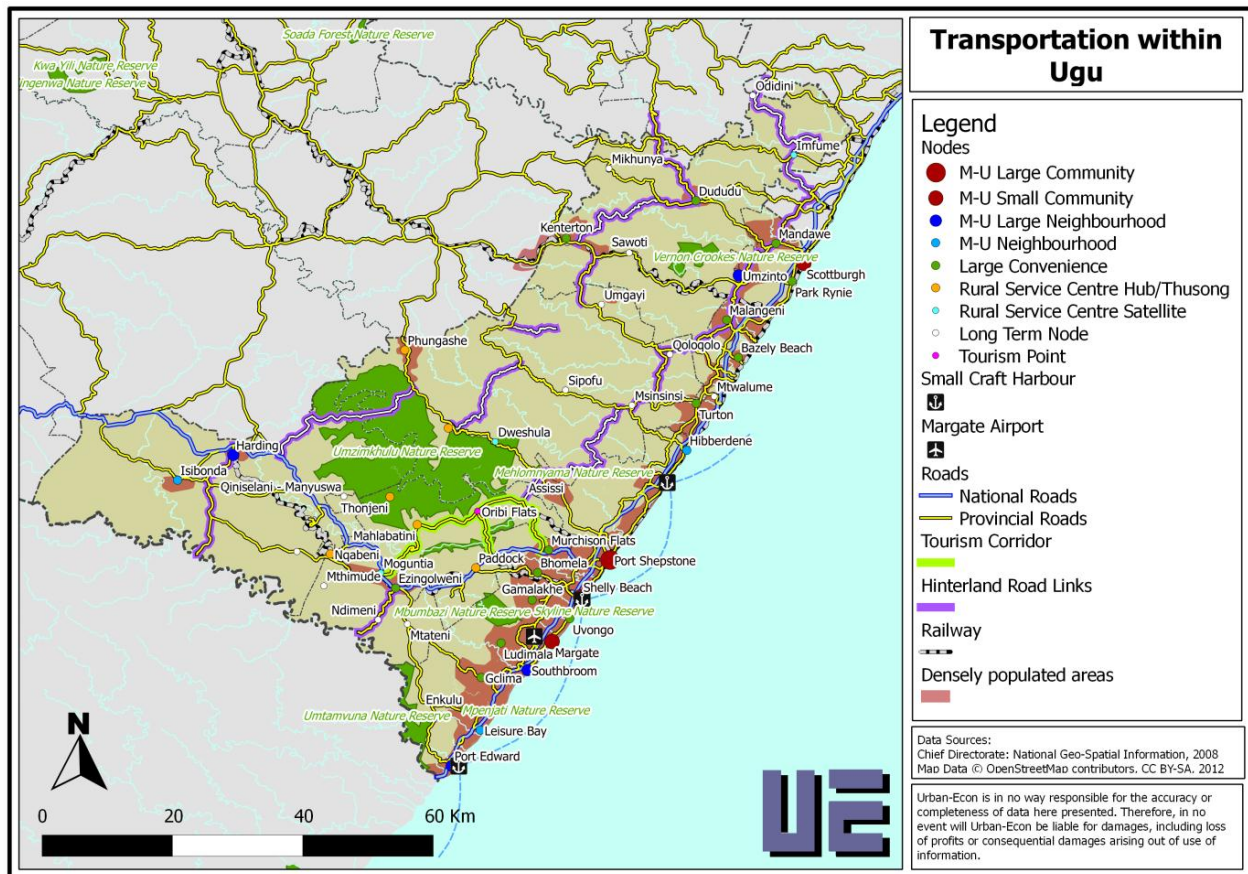 Transportation within
Ugu
Legend
Nodes
M-U Large Community
M-U Small Community
M-U Large Neighbourhood
M-U Neighbourhood
Large Convenience
Rural Service Centre Hub/Thusong
Rural Service Centre Satellite
Long Term Node
Tourism Point
Small Craft Harbour
Margate Airport
Roads
National Roads
Provincial Roads
Tourism Corridor
Hinterland Road Links
Railway
Densely populated areas
Data Sources:
Chief Directorate: National Geo-Spatial Information, 2008
Map Data © OpenStreetMap contributors. CC BY-SA. 2012
Urban-Econ is in no way responsible for the accuracy or
completeness of data here presented. Therefore, in no
event will Urban-Econ be liable for damages, including loss
of profits or consequential damages arising out of use of
information.
Soada Forest Nature Reserve
Kwa Yili Nature Reserve
ingenwa Nature Reserve
Odidini
Imfume
Mikhunya
Dududu
Kenterton
Sawoti
Mandawe
Vernon Crookes Nature Reserve
Scottburgh
Umzinto
Park Rynie
Umgayi
Malangeni
Phungashe
Qoloqolo
Bazely Beach
Sipofu
Mtwalume
Msinsinsi
Turton
Dweshula
Hibberdene
Harding
Umzimkhulu Nature Reserve
Isibonda
Mehlomnyama Nature Reserve
Qiniselani - Manyuswa
Assissi
Thonjeni
Oribi Flats
Mahlabatini
Murchison Flats
Nqabeni
Moguntia
Paddock
Bhomela
Port Shepstone
Mthimude
Ezingolweni
Gamalakhe
Shelly Beach
Ndimeni
Mbumbazi Nature Reserve
Skyline Nature Reserve
Mtateni
Uvongo
Ludimala
Margate
Gclima
Southbroom
Enkulu
Umtamvuna Nature Reserve
Mpenjati Nature Reserve
Leisure Bay
Port Edward
N
0 20 40 60 Km
UE